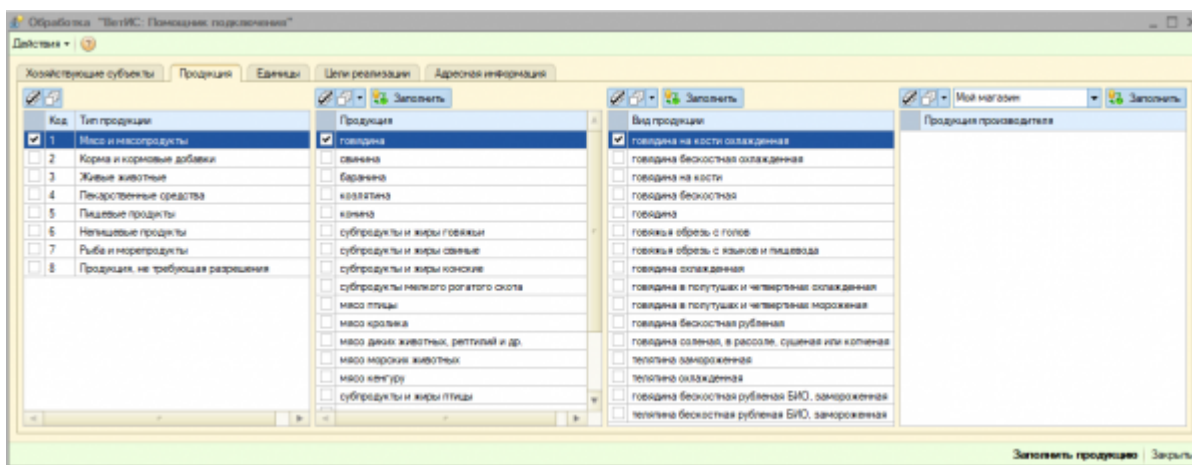 Обработка "ВетИС: Помощник подключения"
Действия
Хозяйствующие субъекты Продукция Единицы Цели реализации Адресная информация
Заполнить Заполнить Мой магазин Заполнить
Код Тип продукции
1 Мясо и мясопродукты
2 Корма и кормовые добавки
3 Живые животные
4 Лекарственные средства
5 Пищевые продукты
6 Непищевые продукты
7 Рыба и морепродукты
8 Продукция, не требующая разрешения
Продукция
говядина
свинина
баранина
козлятина
конина
субпродукты и жиры говяжьи
субпродукты и жиры свиные
субпродукты и жиры конские
субпродукты мелкого рогатого скота
мясо птицы
мясо кролика
мясо диких животных, рептилий и др.
мясо морских животных
мясо кенгуру
субпродукты и жиры птицы
Вид продукции
говядина на кости охлажденная
говядина бескостная охлажденная
говядина на кости
говядина бескостная
говядина
говяжья обрезь с голов
говяжья обрезь с языков и пищевода
говядина охлажденная
говядина в полутушах и четвертинах охлажденная
говядина в полутушах и четвертинах мороженая
говядина бескостная рубленая
говядина соленая, в рассоле, сушеная или копченая
телятина замороженная
телятина охлажденная
говядина бескостная рубленая БИО, замороженная
телятина бескостная рубленая БИО, замороженная
Продукция производителя
Заполнить продукцию Закрыть